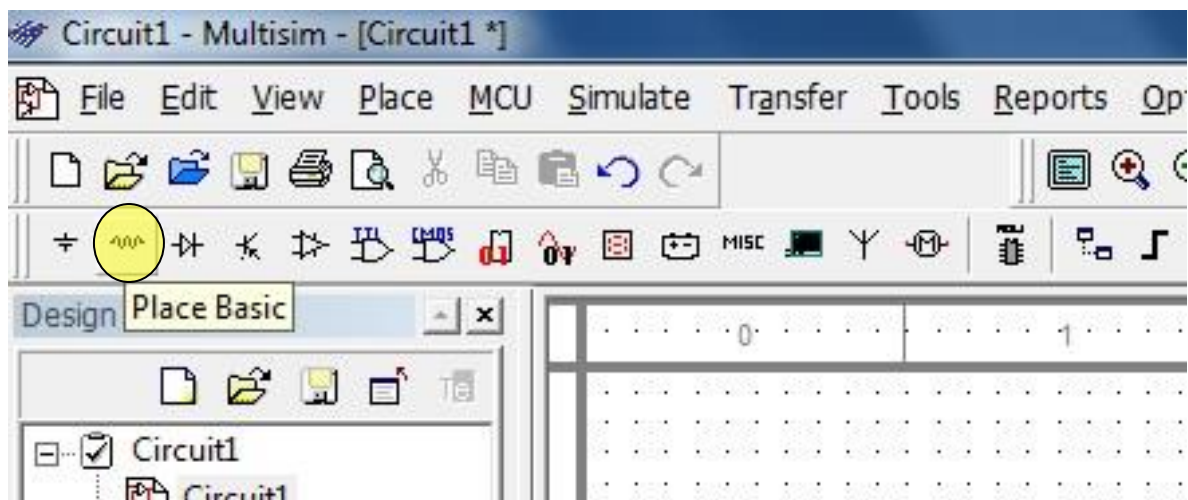 Circuit1 - Multisim - [Circuit1 *]
File Edit View Place MCU Simulate Transfer Tools Reports Op
TTL CMOS MISC
Design Place Basic
0 1
Circuit1
Circuit1